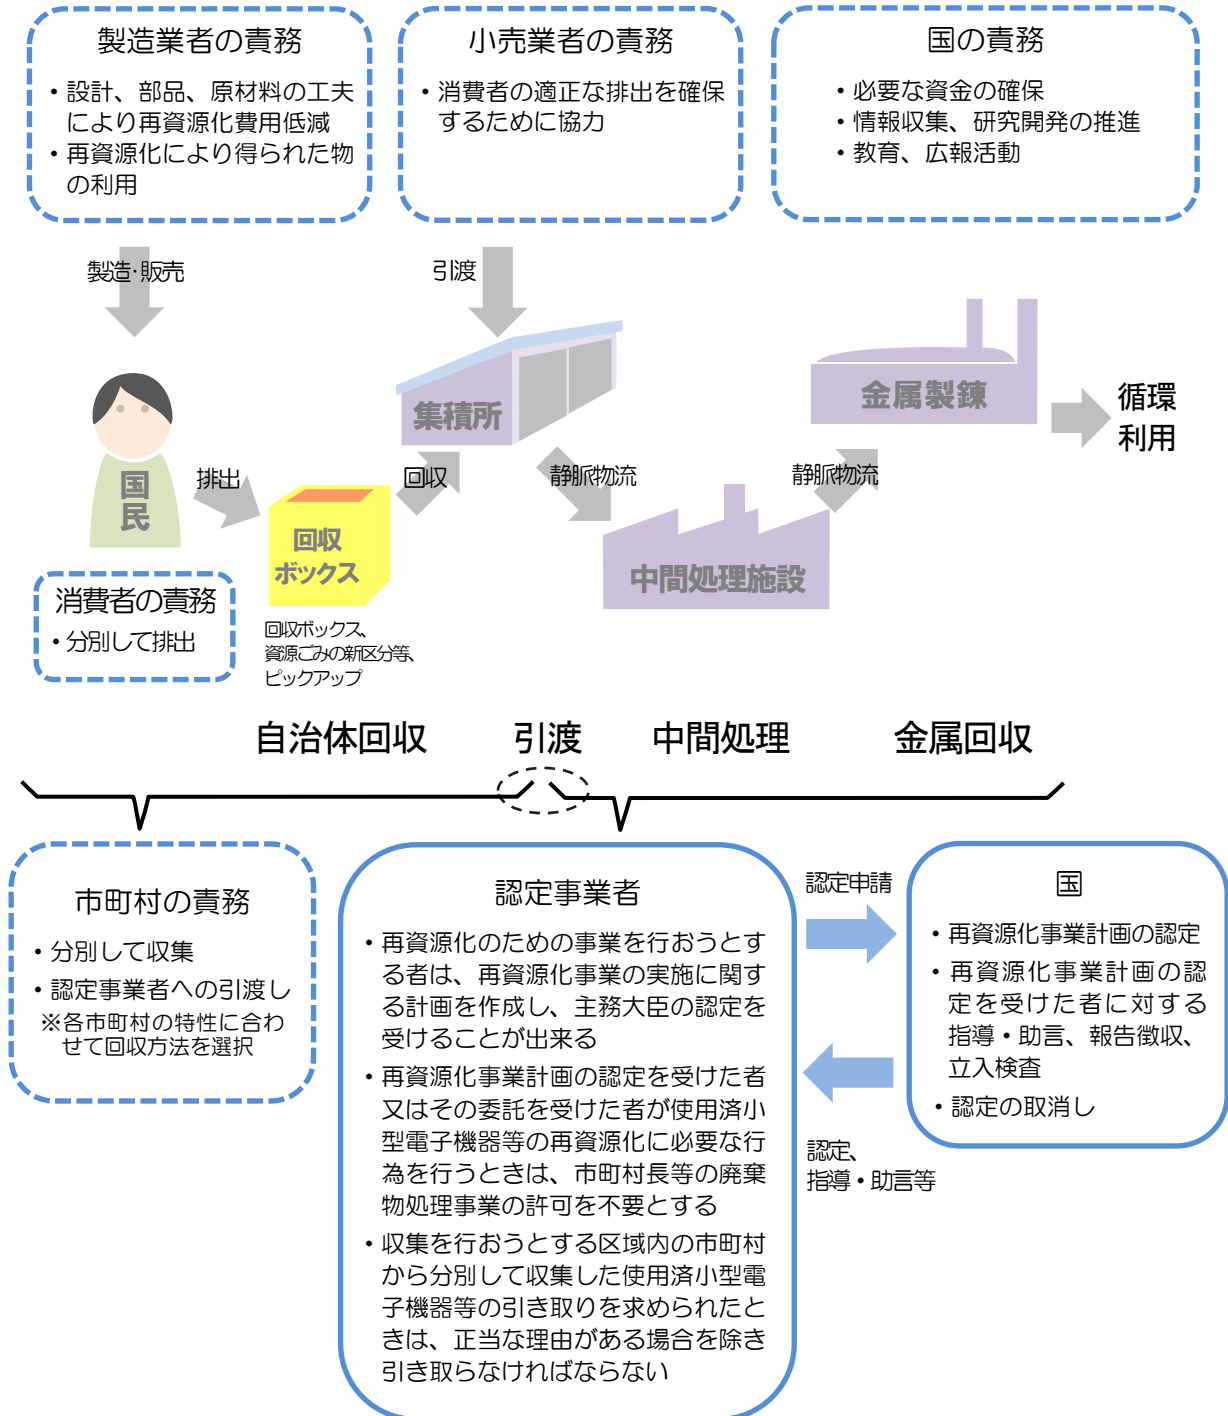 製造業者の責務
・設計、部品、原材料の工夫
により再資源化費用低減
・再資源化により得られた物
の利用
小売業者の責務
・消費者の適正な排出を確保
するために協力
国の責務
・必要な資金の確保
・情報収集、研究開発の推進
・教育、広報活動
製造・販売
引渡
集積所
金属製錬
循環
利用
国
民
排出
回収
静脈物流
静脈物流
回収
ボックス
中間処理施設
消費者の責務
・分別して排出
回収ボックス、
資源ごみの新区分等、
ピックアップ
自治体回収
引渡
中間処理
金属回収
市町村の責務
・分別して収集
・認定事業者への引渡し
※各市町村の特性に合わ
せて回収方法を選択
認定事業者
・再資源化のための事業を行おうとす
る者は、再資源化事業の実施に関す
る計画を作成し、主務大臣の認定を
受けることが出来る
・再資源化事業計画の認定を受けた者
又はその委託を受けた者が使用済小
型電子機器等の再資源化に必要な行
為を行うときは、市町村長等の廃棄
物処理事業の許可を不要とする
・収集を行おうとする区域内の市町村
から分別して収集した使用済小型電
子機器等の引き取りを求められたと
きは、正当な理由がある場合を除き
引き取らなければならない
認定申請
認定、
指導・助言等
国
・再資源化事業計画の認定
・再資源化事業計画の認
定を受けた者に対する
指導・助言、報告徴収、
立入検査
・認定の取消し